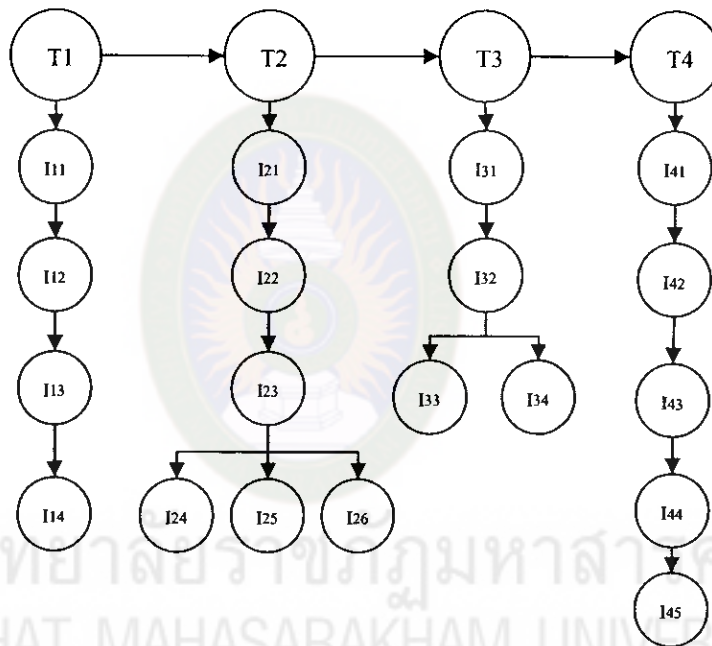 T1 T2 T3 T4
I11 I21 I31 I41
I12 I22 I32 I42
I13 I23 I33 I34 I43
I14 I24 I25 I26 I44
I45
MAHASARAKHAM